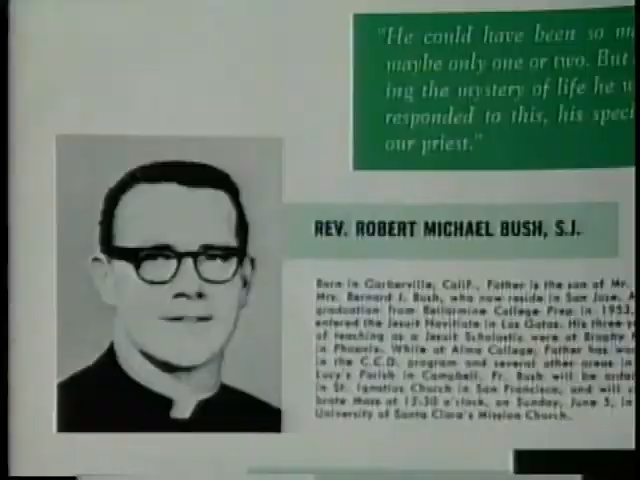 "He could have been so m
maybe only one or two. But
ing the mystery of life he w
responded to this, his speci
our priest."
REV. ROBERT MICHAEL BUSH, S.J.
Born in Garberville, Calif., Father is the son of Mr.
Mrs. Bernard J. Bush, who now reside in San Jose. A
graduation from Bellarmine College Prep in 1953,
entered the Jesuit Novitiate in Los Gatos. His three y
of teaching as a Jesuit Scholastic were at Brophy
in Phoenix. While at Alma College, Father has wo
in the C.C.D. program and several other areas in
Lucy's Parish in Campbell. Fr. Bush will be ordai
in St. Ignatius Church in San Francisco, and will c
brate Mass at 12:30 o'clock, on Sunday, June 5, in
University of Santa Clara's Mission Church.